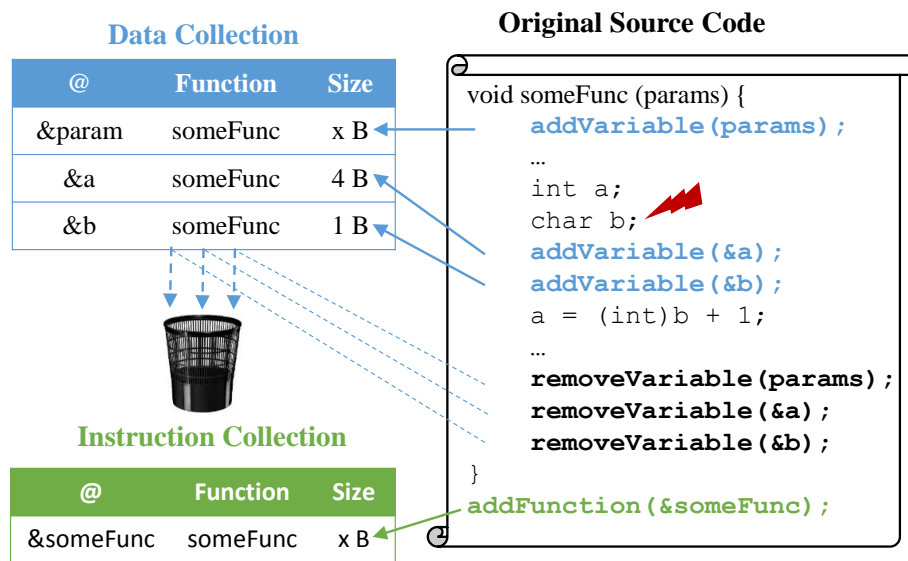 Data Collection
@ Function Size
&param someFunc x B
&a someFunc 4 B
&b someFunc 1 B
Instruction Collection
@ Function Size
&someFunc someFunc x B
Original Source Code
void someFunc (params) {
addVariable(params);
…
int a;
char b;
addVariable(&a);
addVariable(&b);
a = (int)b + 1;
…
removeVariable(params);
removeVariable(&a);
removeVariable(&b);
}
addFunction(&someFunc);